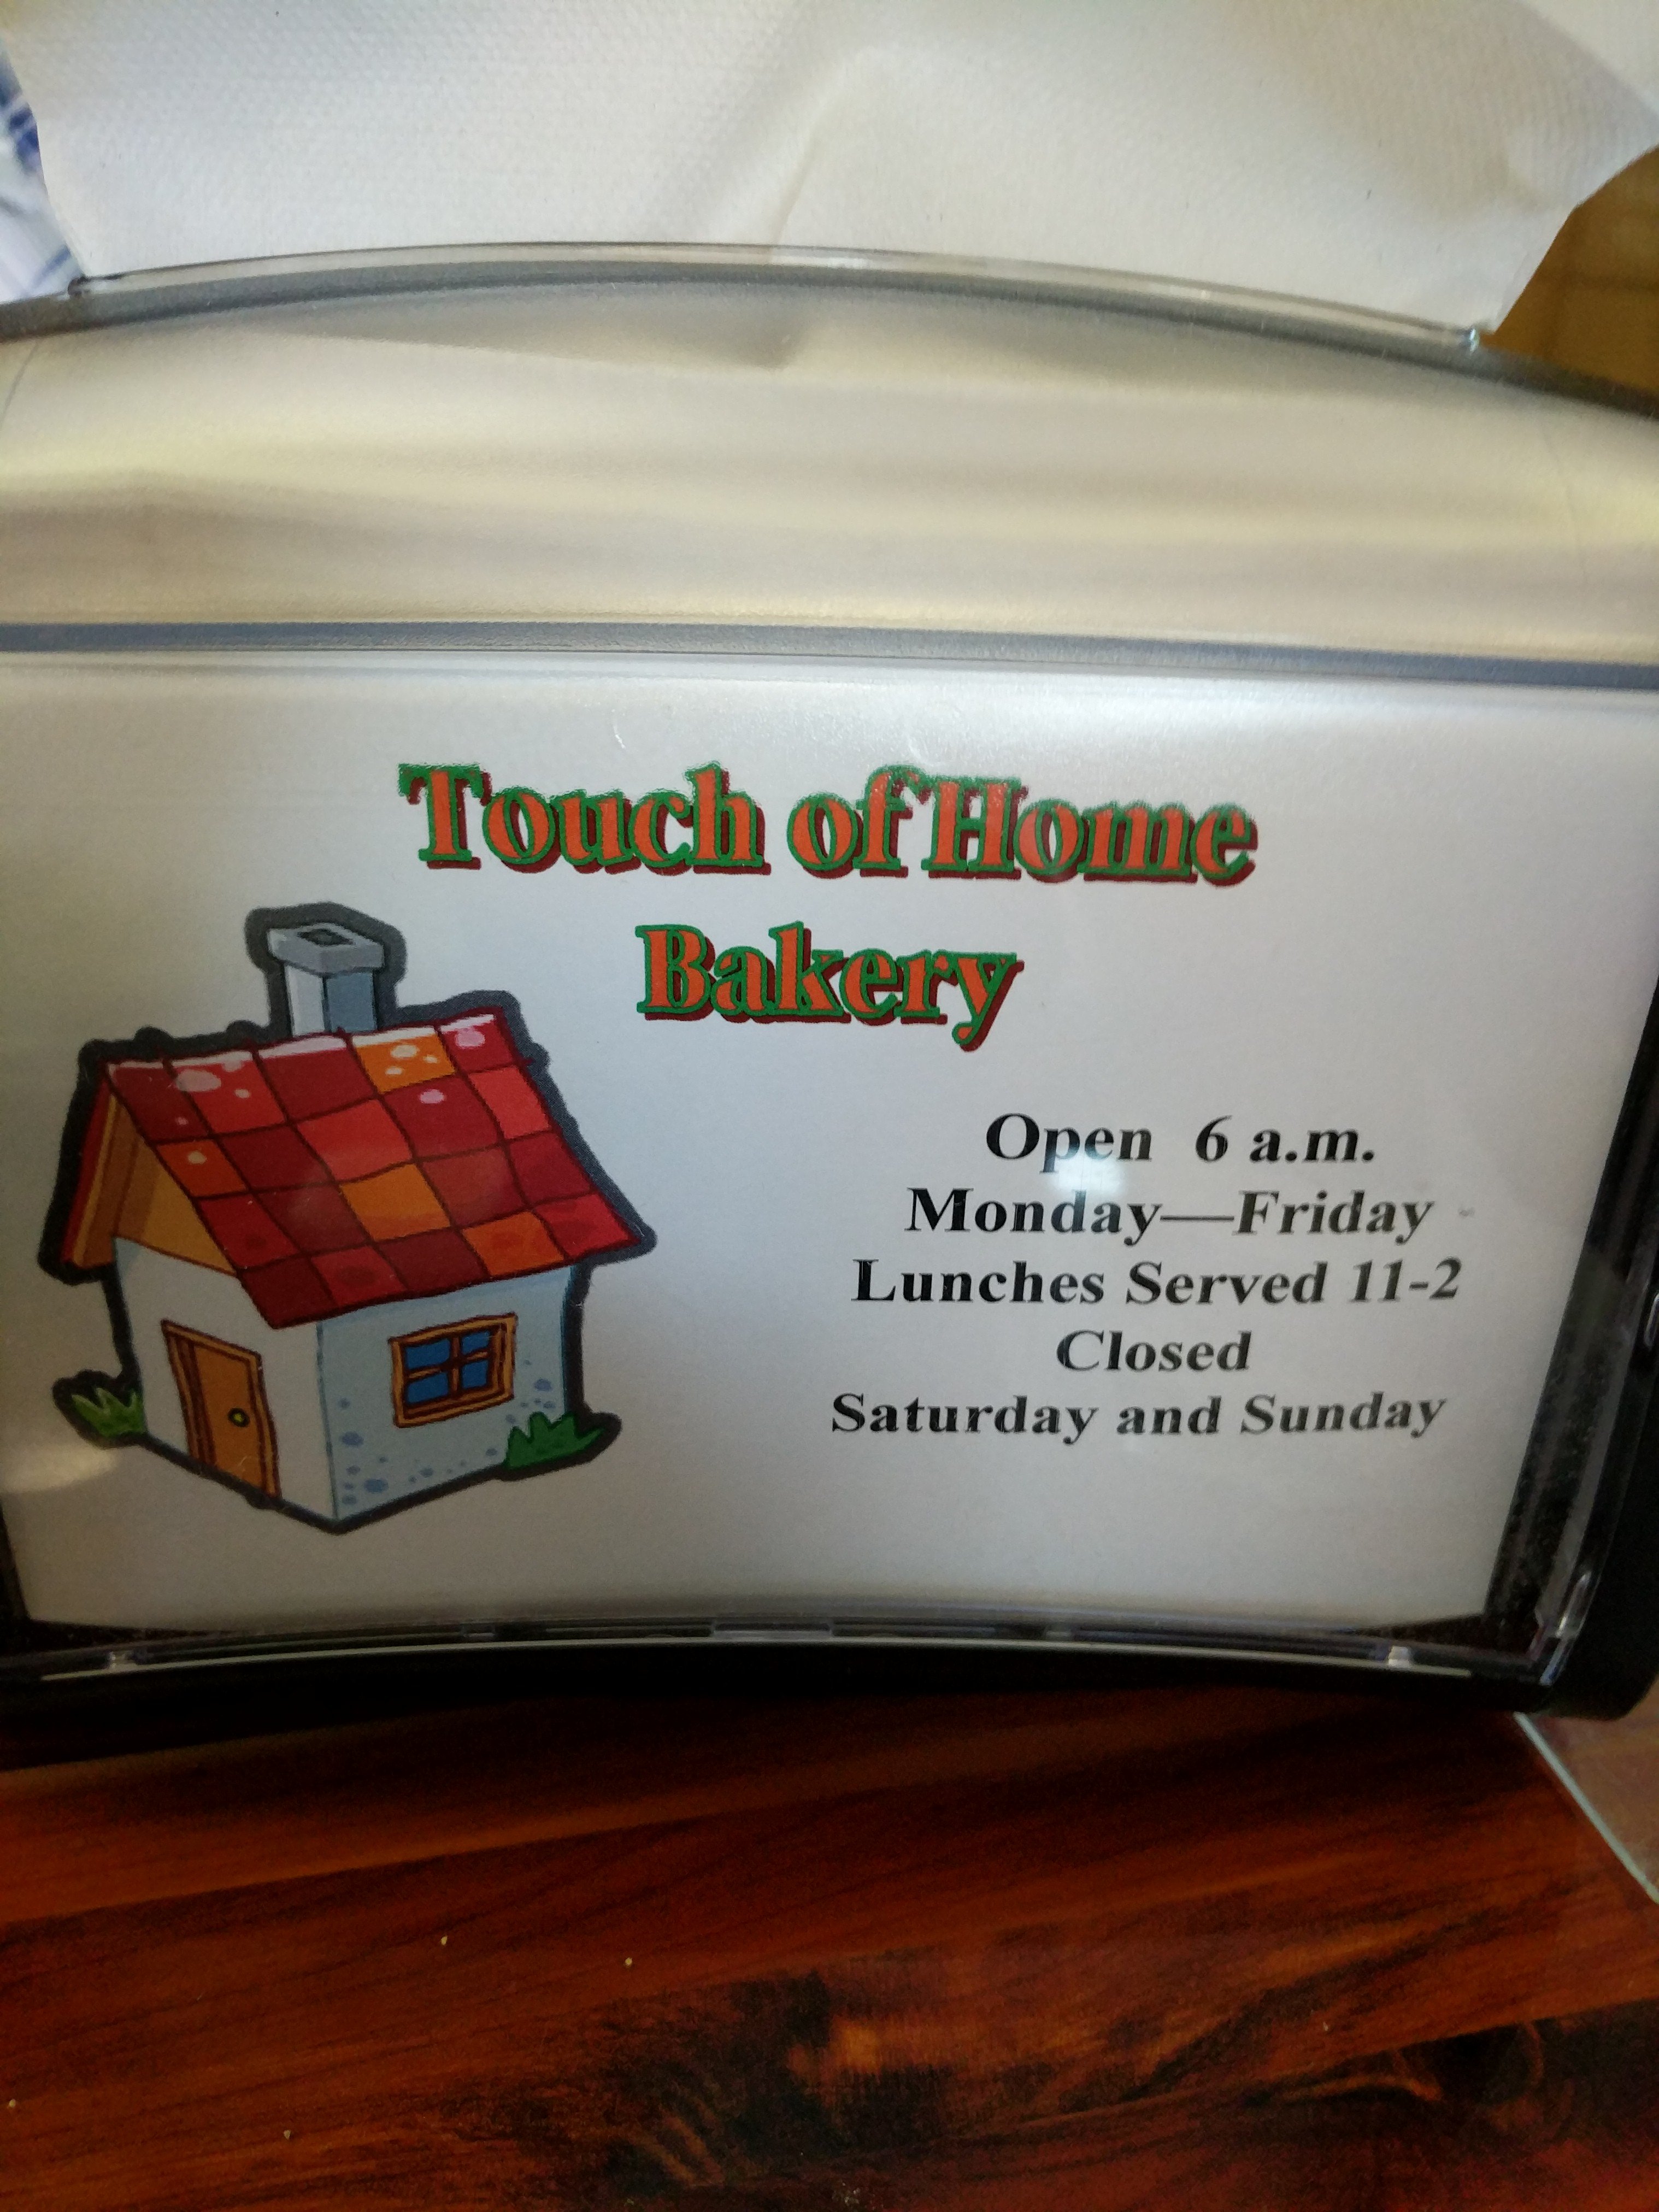 Touch of Home
Bakery
Open 6 a.m.
Monday—Friday
Lunches Served 11-2
Closed
Saturday and Sunday